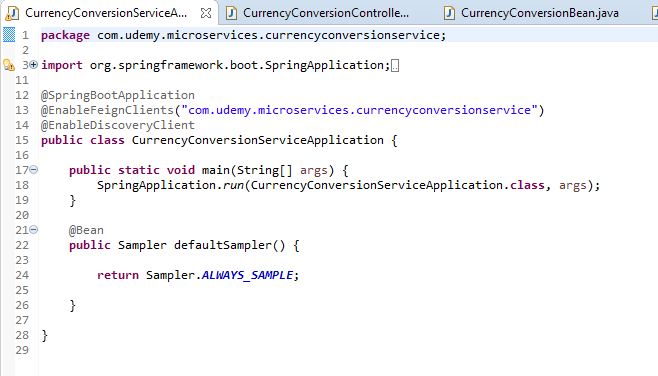 CurrencyConversionServiceA... CurrencyConversionControlle... CurrencyConversionBean.java
1 package com.udemy.microservices.currencyconversionservice;
2
3 import org.springframework.boot.SpringApplication;
11
12 @SpringBootApplication
13 @EnableFeignClients("com.udemy.microservices.currencyconversionservice")
14 @EnableDiscoveryClient
15 public class CurrencyConversionServiceApplication {
16
17 public static void main(String[] args) {
18 SpringApplication.run(CurrencyConversionServiceApplication.class, args);
19 }
20
21 @Bean
22 public Sampler defaultSampler() {
23
24 return Sampler.ALWAYS_SAMPLE;
25
26 }
27
28 }
29